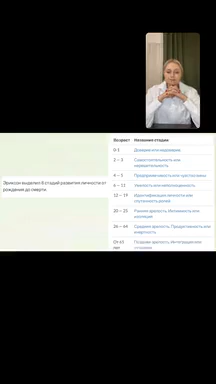 Эриксон выделил 8 стадий развития личности от
рождения до смерти.
Возраст Название стадии
0-1 Доверие или недоверие
2 – 3 Самостоятельность или
нерешительность
4 – 5 Предприимчивость или чувство вины
6 – 11 Умелость или неполноценность
12 – 19 Идентификация личности или
путаница ролей
20 – 25 Ранняя зрелость. Интимность или
изоляция
26 – 64 Средняя зрелость. Продуктивность или
инертность
От 65 Поздняя зрелость. Интеграция или
лет отчаяние